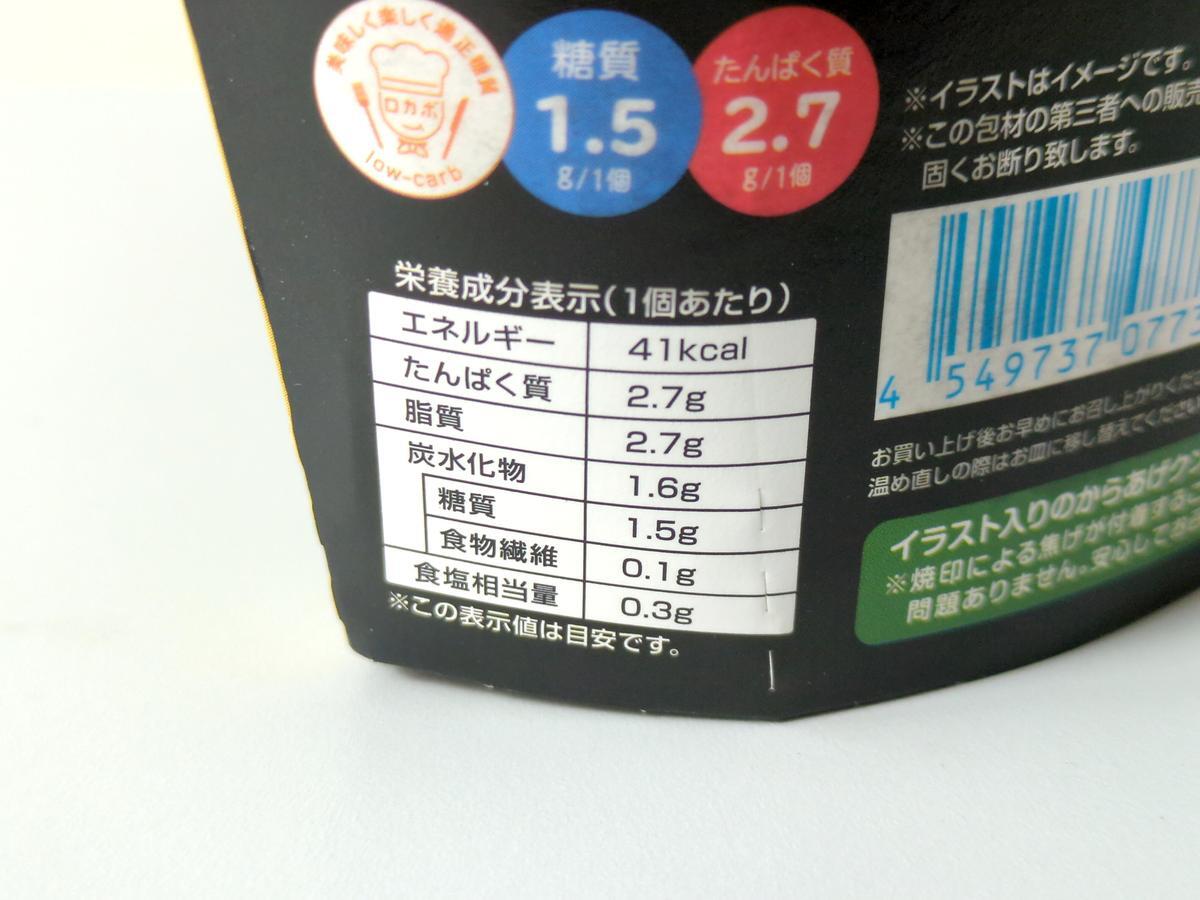 美味しく楽しく適正糖質
ロカボ
low-carb
糖質
1.5
g/1個
たんぱく質
2.7
g/1個
※イラストはイメージです。
※この包材の第三者への販売
固くお断り致します。
4 549737 077
栄養成分表示(1個あたり)
エネルギー 41kcal
たんぱく質 2.7g
脂質 2.7g
炭水化物 1.6g
糖質 1.5g
食物繊維 0.1g
食塩相当量 0.3g
※この表示値は目安です。
お買い上げ後お早めにお召し上がりくだ
温め直しの際はお皿に移し替えてください
イラスト入りのからあげクン
※焼印による焦げが付着する
問題ありません。安心して